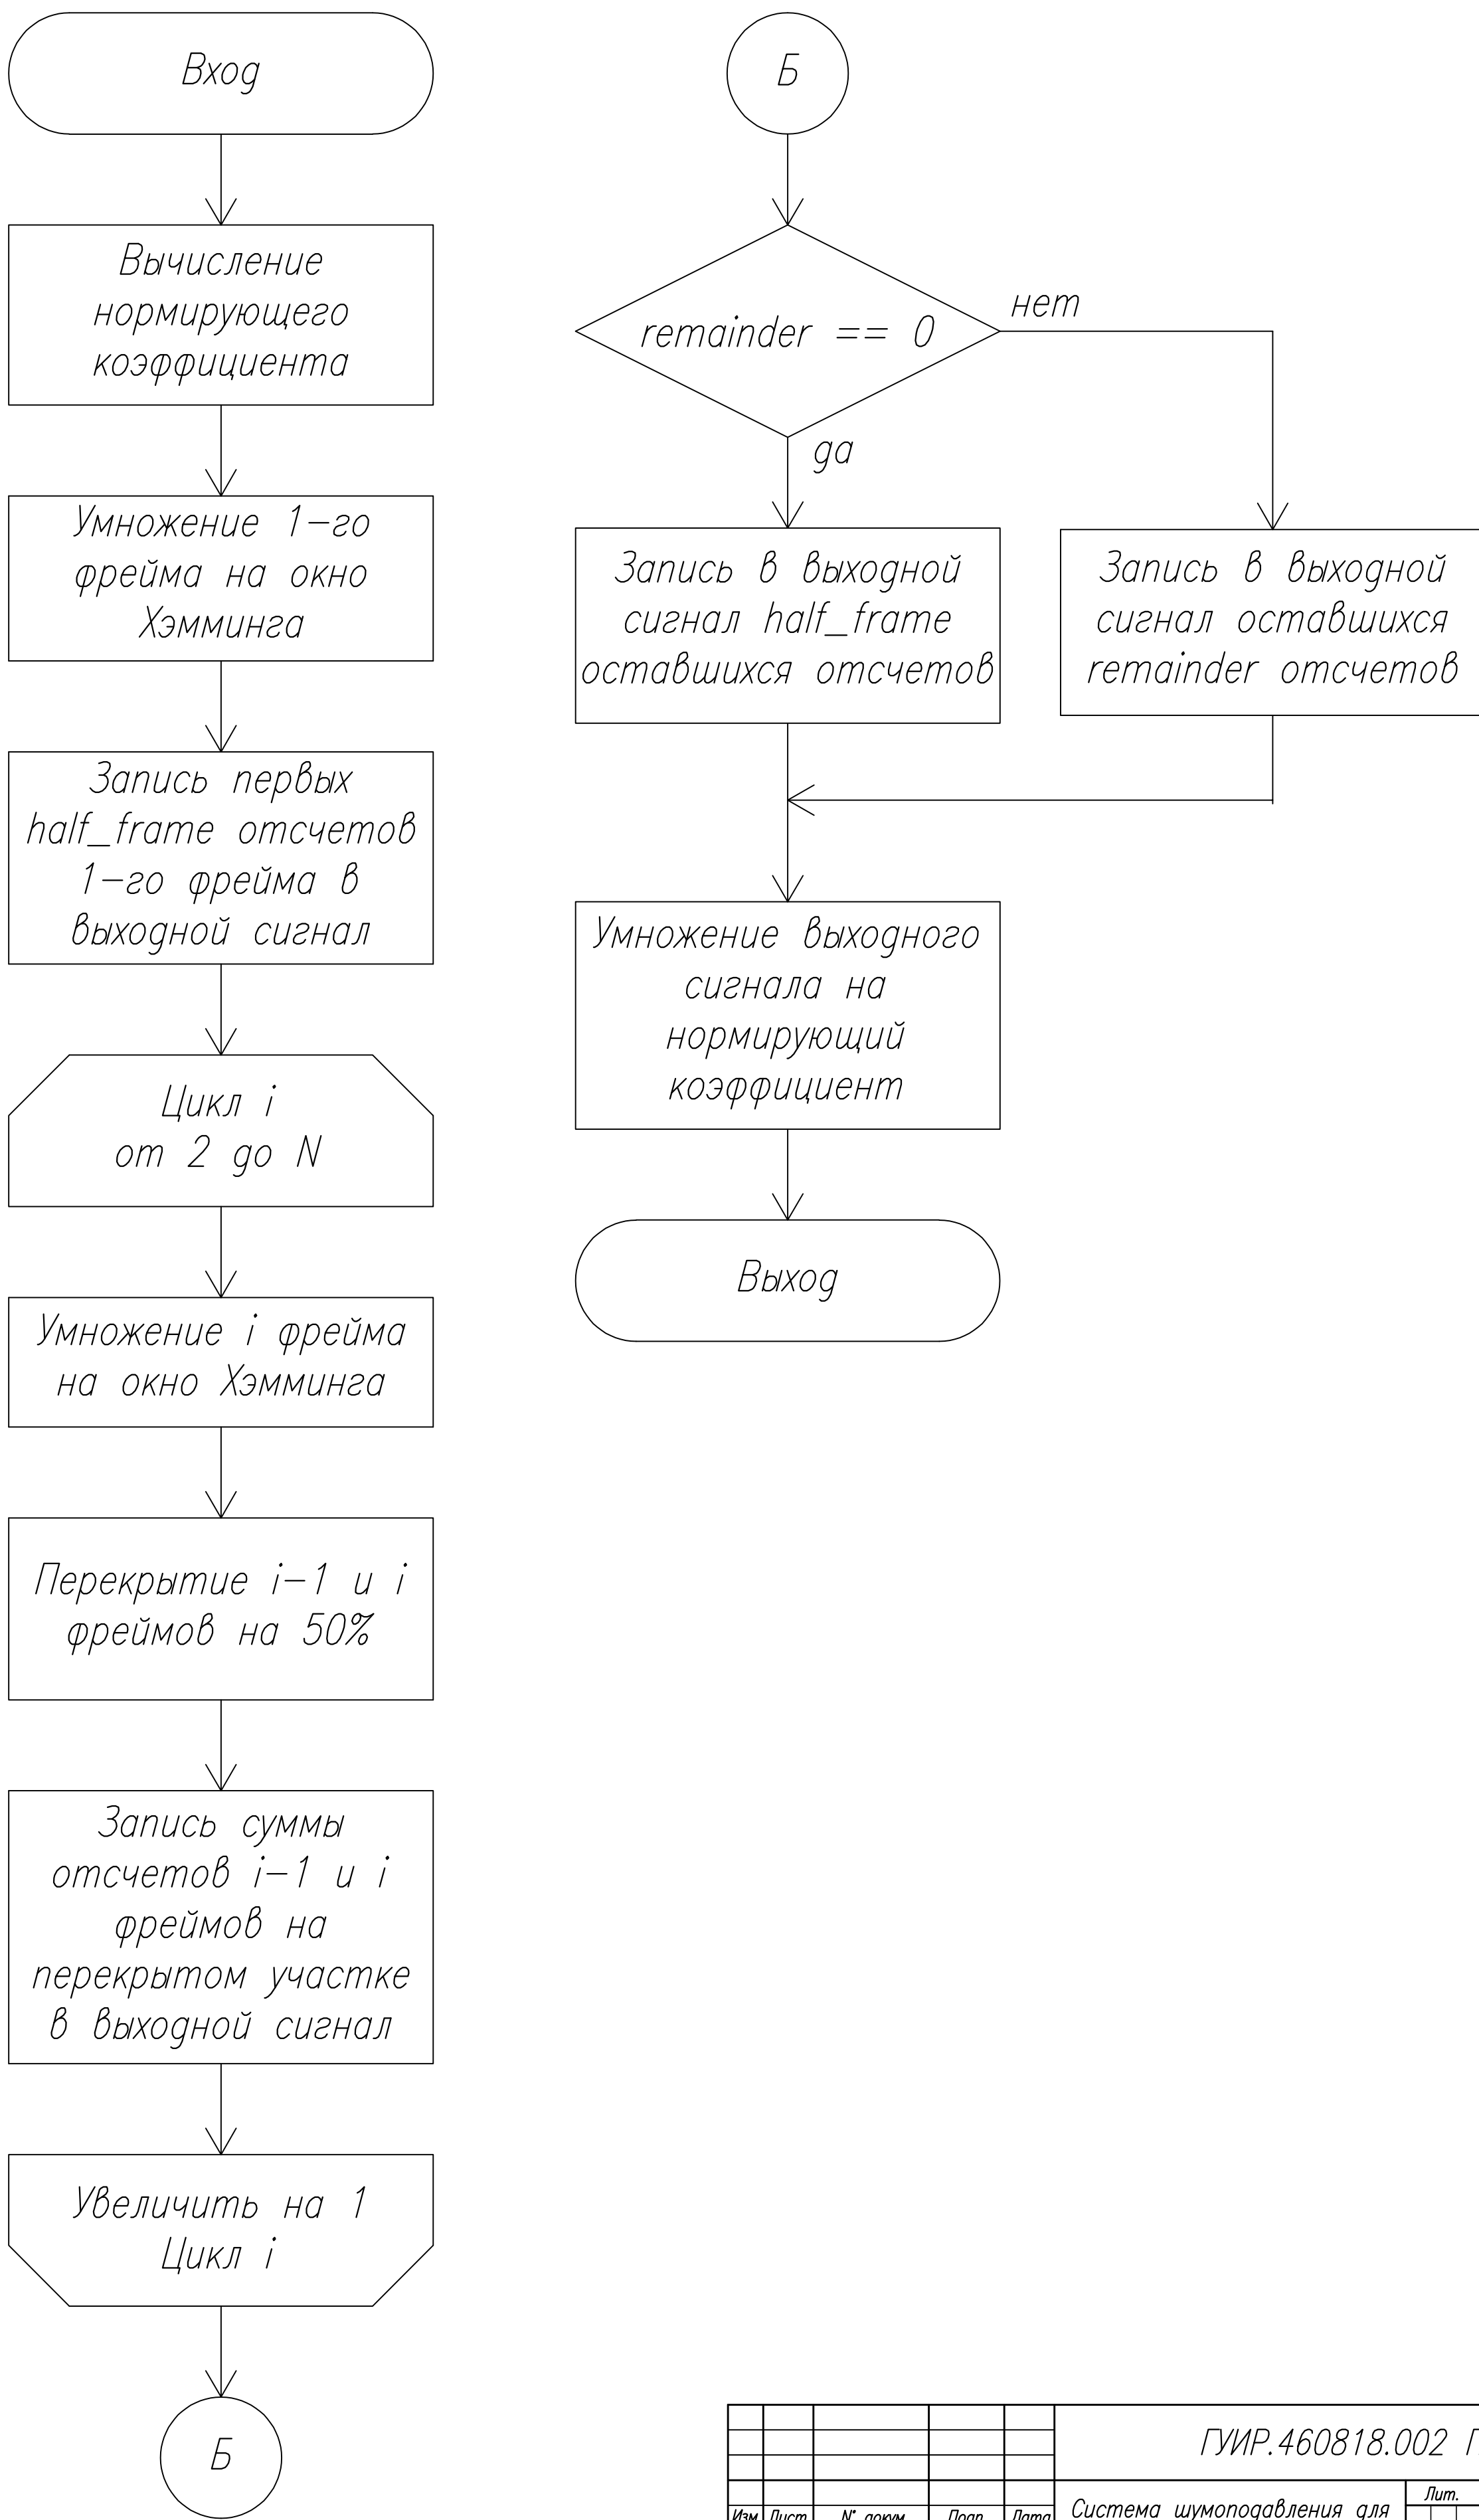 Вход
Вычисление
нормирующего
коэффициента
Умножение 1-го
фрейма на окно
Хэмминга
Запись первых
half_frame отсчетов
1-го фрейма в
выходной сигнал
Цикл i
от 2 до N
Умножение i фрейма
на окно Хэмминга
Перекрытие i-1 и i
фреймов на 50%
Запись суммы
отсчетов i-1 и i
фреймов на
перекрытом участке
в выходной сигнал
Увеличить на 1
Цикл i
Б
Б
remainder == 0
нет
да
Запись в выходной
сигнал half_frame
оставшихся отсчетов
Запись в выходной
сигнал оставшихся
remainder отсчетов
Умножение выходного
сигнала на
нормирующий
коэффициент
Выход
ГУИР.460818.002
Лит.
Система шумоподавления для
Изм Лист N° докум. Подп. Дата